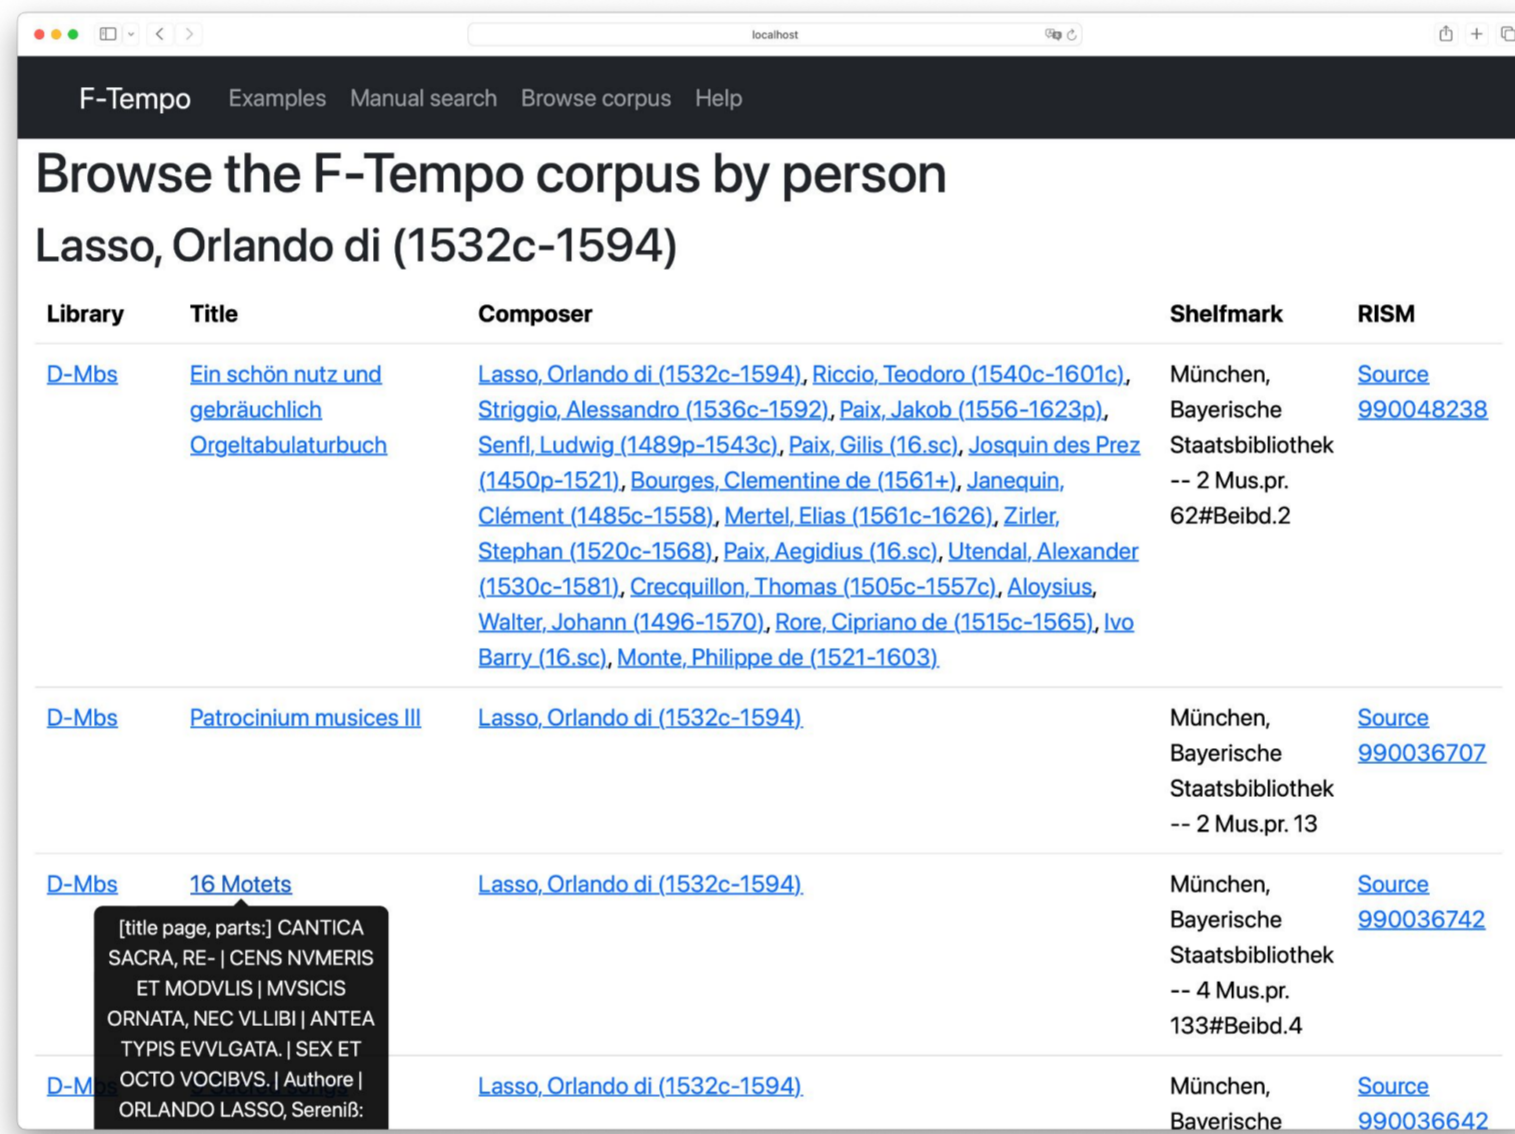 localhost
F-Tempo Examples Manual search Browse corpus Help
Browse the F-Tempo corpus by person
Lasso, Orlando di (1532c-1594)
Library Title Composer Shelfmark RISM
D-Mbs
Ein schön nutz und
gebräuchlich
Orgeltabulaturbuch
Lasso, Orlando di (1532c-1594), Riccio, Teodoro (1540c-1601c),
Striggio, Alessandro (1536c-1592), Paix, Jakob (1556-1623p),
Senfl, Ludwig (1489p-1543c), Paix, Gilis (16.sc), Josquin des Prez
(1450p-1521), Bourges, Clementine de (1561+), Janequin,
Clément (1485c-1558), Mertel, Elias (1561c-1626), Zirler,
Stephan (1520c-1568), Paix, Aegidius (16.sc), Utendal, Alexander
(1530c-1581), Crecquillon, Thomas (1505c-1557c), Aloysius,
Walter, Johann (1496-1570), Rore, Cipriano de (1515c-1565), Ivo
Barry (16.sc), Monte, Philippe de (1521-1603)
München,
Bayerische
Staatsbibliothek
-- 2 Mus.pr.
62#Beibd.2
Source
990048238
D-Mbs
Patrocinium musices III
Lasso, Orlando di (1532c-1594)
München,
Bayerische
Staatsbibliothek
-- 2 Mus.pr. 13
Source
990036707
D-Mbs
16 Motets
Lasso, Orlando di (1532c-1594)
München,
Bayerische
Staatsbibliothek
-- 4 Mus.pr.
133#Beibd.4
Source
990036742
[title page, parts:] CANTICA
SACRA, RE- | CENS NVMERIS
ET MODVLIS | MVSICIS
ORNATA, NEC VLLIBI | ANTEA
TYPIS EVVLGATA. | SEX ET
OCTO VOCIBVS. | Authore |
ORLANDO LASSO, Sereniß:
D-Mbs
Lasso, Orlando di (1532c-1594)
München,
Bayerische
Source
990036642